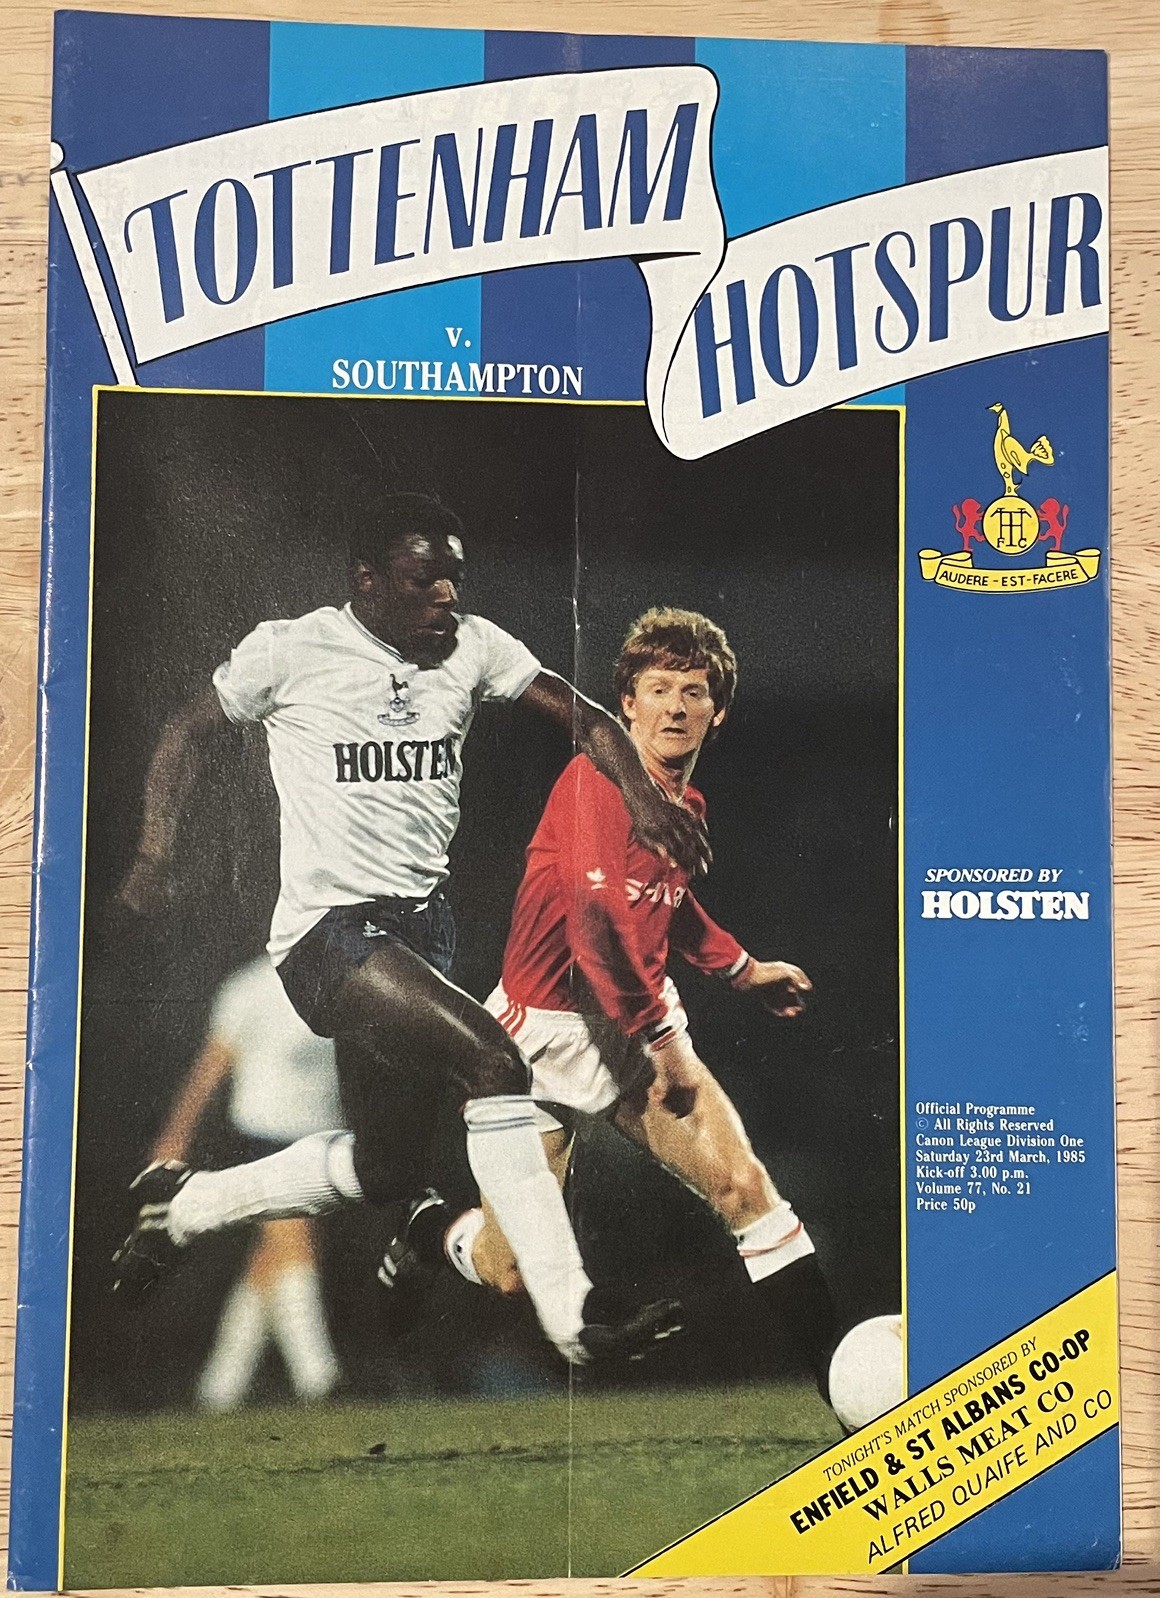 TOTTENHAM
HOTSPUR
v.
SOUTHAMPTON
T H
F C
AUDERE - EST - FACERE
HOLSTEN
SHARP
SPONSORED BY
HOLSTEN
Official Programme
© All Rights Reserved
Canon League Division One
Saturday 23rd March, 1985
Kick-off 3.00 p.m.
Volume 77, No. 21
Price 50p
TONIGHT'S MATCH SPONSORED BY
ENFIELD & ST ALBANS CO-OP
WALLS MEAT CO
ALFRED QUAIFE AND CO